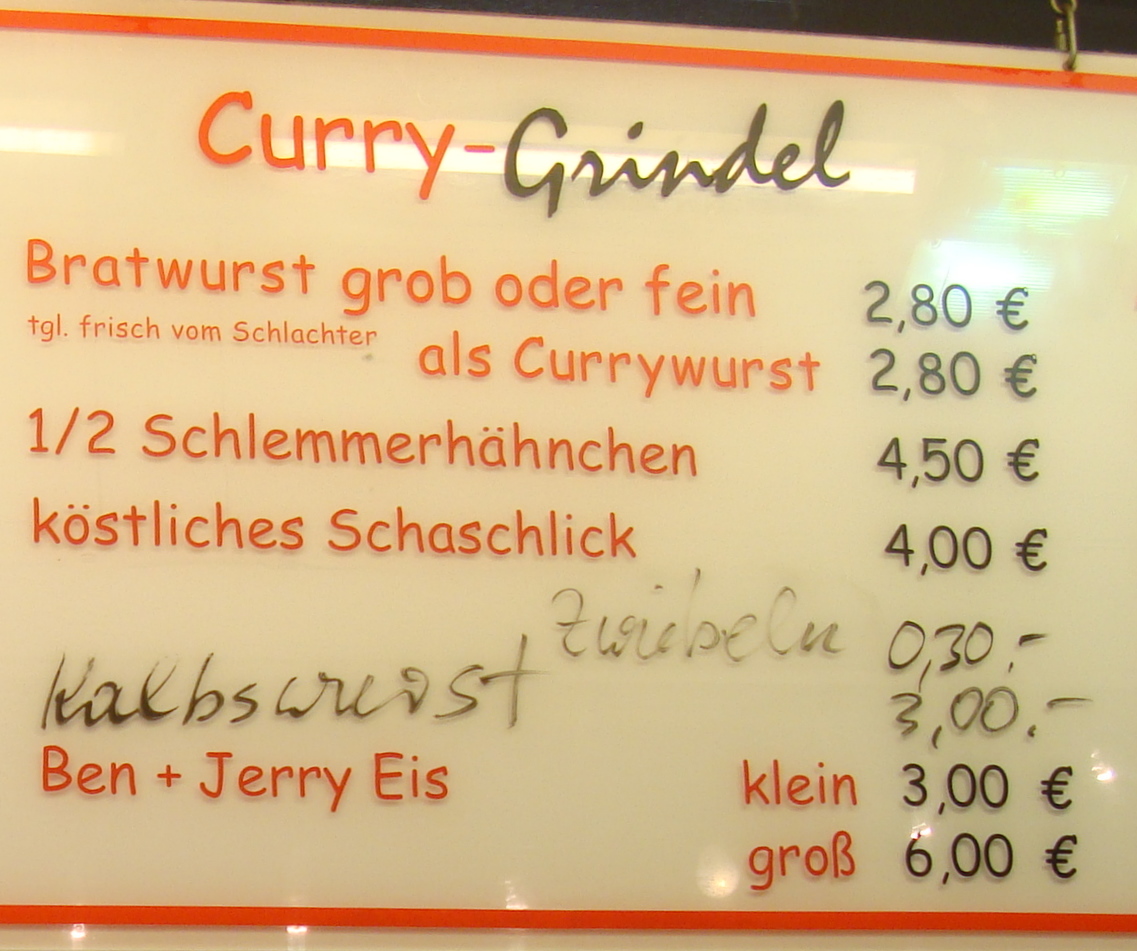 Curry-Grindel
Bratwurst grob oder fein 2,80 €
tgl. frisch vom Schlachter
als Currywurst 2,80 €
1/2 Schlemmerhähnchen 4,50 €
köstliches Schaschlick 4,00 €
Zwiebeln 0,30.-
Kalbswurst 3,00.-
Ben + Jerry Eis klein 3,00 €
groß 6,00 €